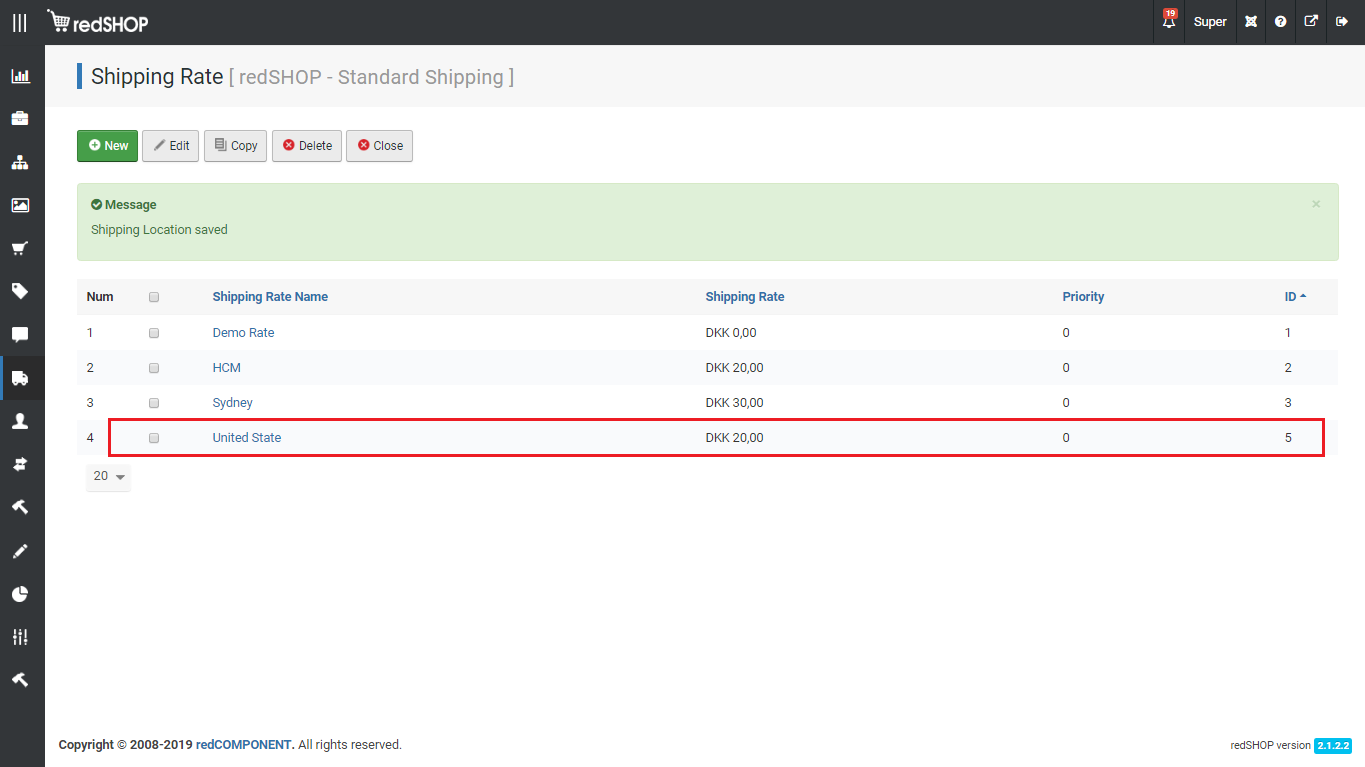 redSHOP 19 Super
Shipping Rate [ redSHOP - Standard Shipping ]
New Edit Copy Delete Close
Message ×
Shipping Location saved
Num Shipping Rate Name Shipping Rate Priority ID
1 Demo Rate DKK 0,00 0 1
2 HCM DKK 20,00 0 2
3 Sydney DKK 30,00 0 3
4 United State DKK 20,00 0 5
20
Copyright © 2008-2019 redCOMPONENT. All rights reserved. redSHOP version 2.1.2.2